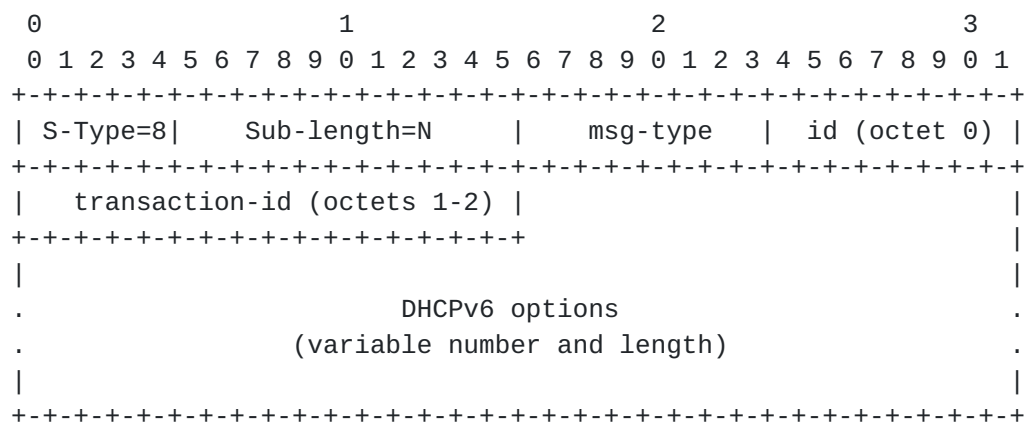 0                   1                   2                   3
 0 1 2 3 4 5 6 7 8 9 0 1 2 3 4 5 6 7 8 9 0 1 2 3 4 5 6 7 8 9 0 1
+-+-+-+-+-+-+-+-+-+-+-+-+-+-+-+-+-+-+-+-+-+-+-+-+-+-+-+-+-+-+-+-+
| S-Type=8|    Sub-length=N     |    msg-type   |  id (octet 0) |
+-+-+-+-+-+-+-+-+-+-+-+-+-+-+-+-+-+-+-+-+-+-+-+-+-+-+-+-+-+-+-+-+
|   transaction-id (octets 1-2) |                               |
+-+-+-+-+-+-+-+-+-+-+-+-+-+-+-+-+                               |
|                                                               |
.                        DHCPv6 options                         .
.                 (variable number and length)                  .
|                                                               |
+-+-+-+-+-+-+-+-+-+-+-+-+-+-+-+-+-+-+-+-+-+-+-+-+-+-+-+-+-+-+-+-+